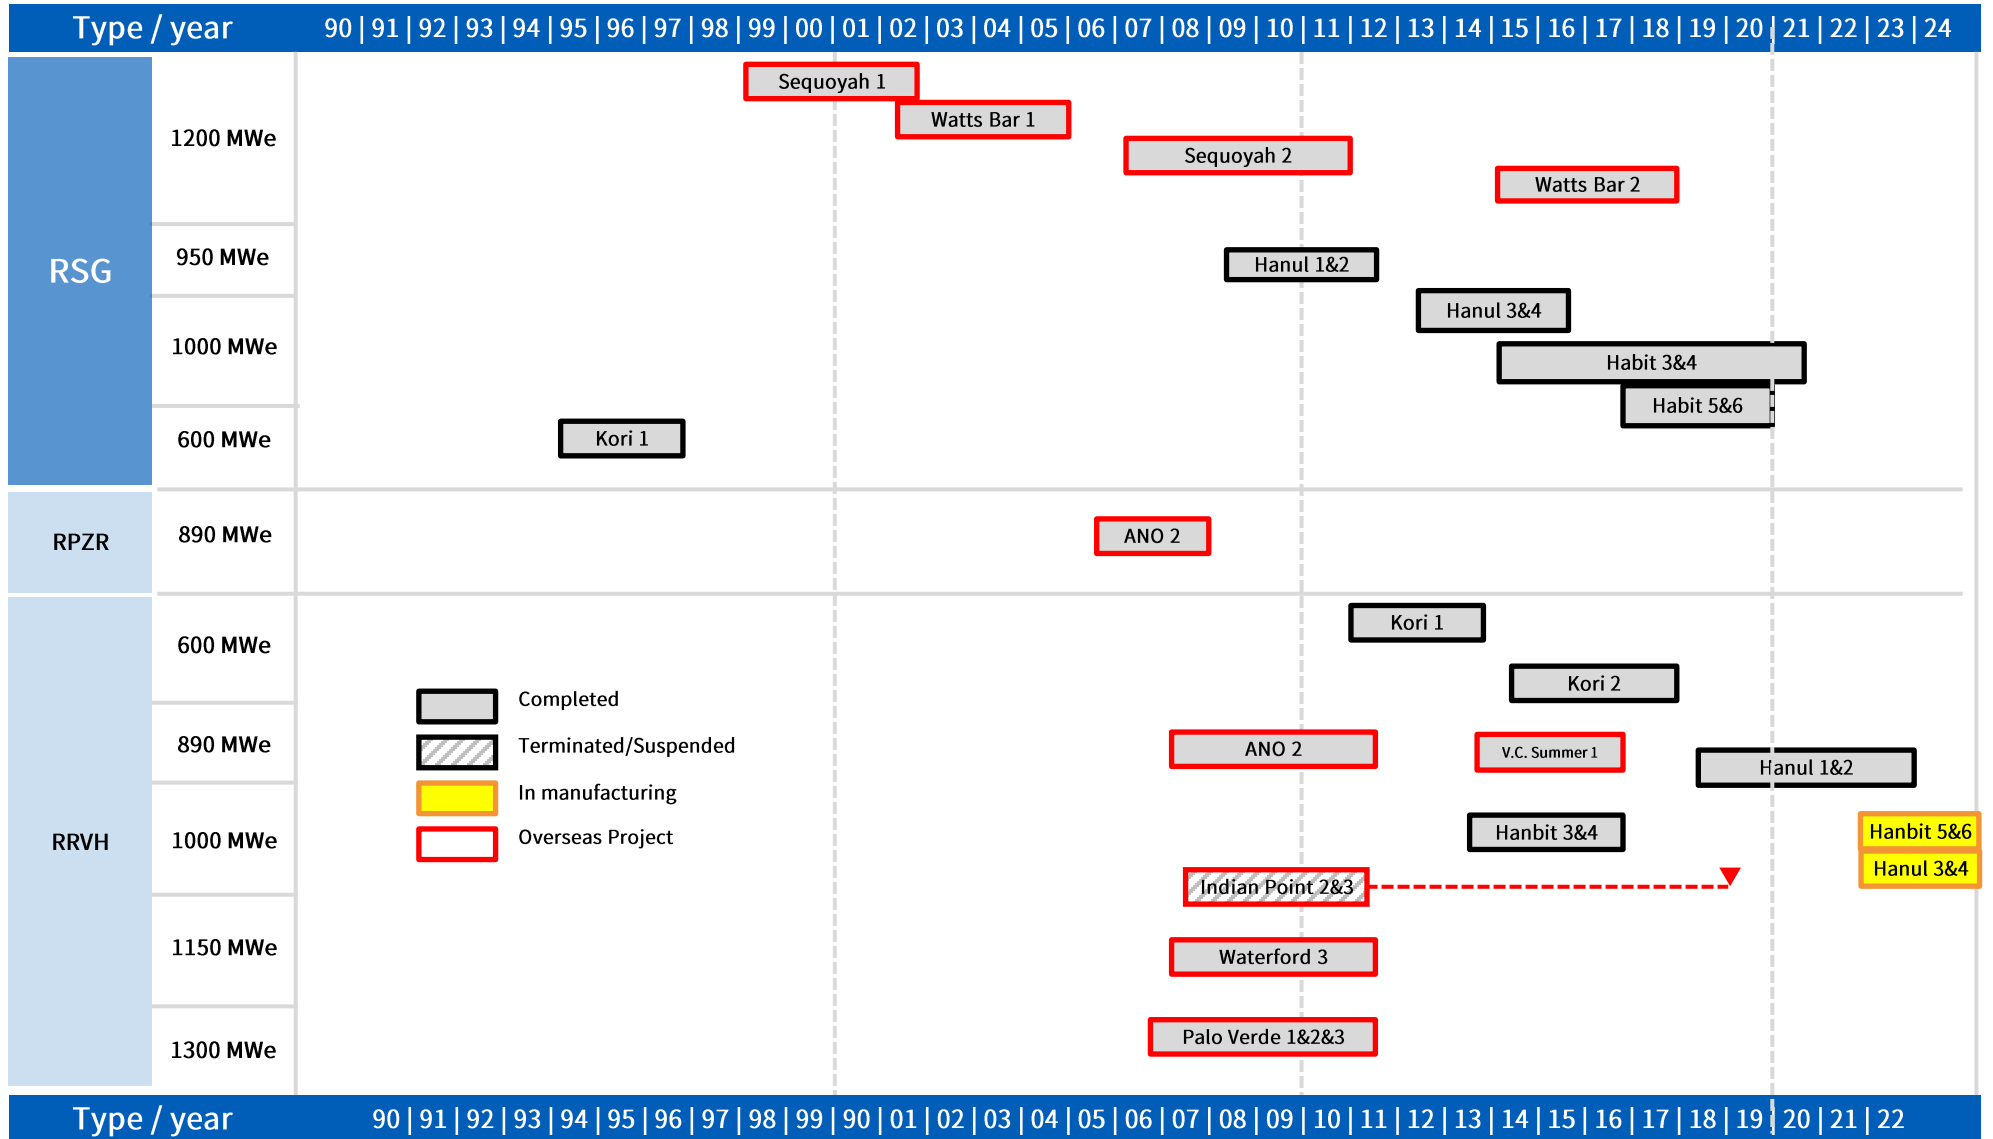 Type / year 90 | 91 | 92 | 93 | 94 | 95 | 96 | 97 | 98 | 99 | 00 | 01 | 02 | 03 | 04 | 05 | 06 | 07 | 08 | 09 | 10 | 11 | 12 | 13 | 14 | 15 | 16 | 17 | 18 | 19 | 20 | 21 | 22 | 23 | 24
RSG
1200 MWe
Sequoyah 1
Watts Bar 1
Sequoyah 2
Watts Bar 2
950 MWe
Hanul 1&2
1000 MWe
Hanul 3&4
Habit 3&4
Habit 5&6
600 MWe
Kori 1
RPZR
890 MWe
ANO 2
RRVH
600 MWe
Kori 1
Kori 2
890 MWe
ANO 2
V.C. Summer 1
Hanul 1&2
1000 MWe
Hanbit 3&4
Hanbit 5&6
Hanul 3&4
Indian Point 2&3
1150 MWe
Waterford 3
1300 MWe
Palo Verde 1&2&3
Completed
Terminated/Suspended
In manufacturing
Overseas Project
Type / year 90 | 91 | 92 | 93 | 94 | 95 | 96 | 97 | 98 | 99 | 90 | 01 | 02 | 03 | 04 | 05 | 06 | 07 | 08 | 09 | 10 | 11 | 12 | 13 | 14 | 15 | 16 | 17 | 18 | 19 | 20 | 21 | 22